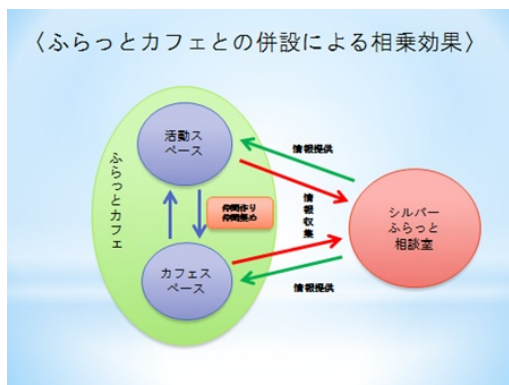 〈ふらっとカフェとの併設による相乗効果〉
ふらっとカフェ
活動ス
ペース
情報提供
仲間作り
仲間集め
情報収集
シルバー
ふらっと
相談室
カフェス
ペース
情報提供